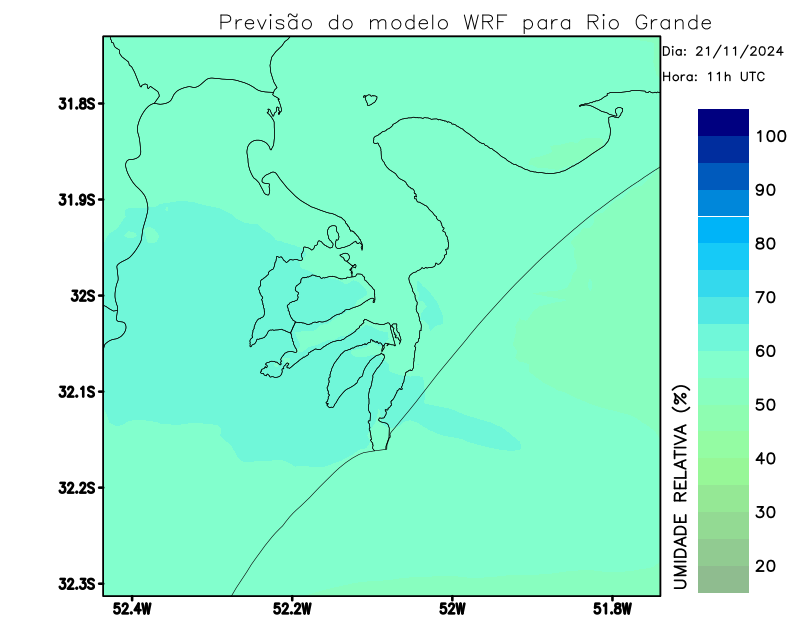 Previsão do modelo WRF para Rio Grande
Dia: 21/11/2024
Hora: 11h UTC
31.8S
31.9S
32S
32.1S
32.2S
32.3S
52.4W
52.2W
52W
51.8W
100
90
80
70
60
50
40
30
20
UMIDADE RELATIVA (%)